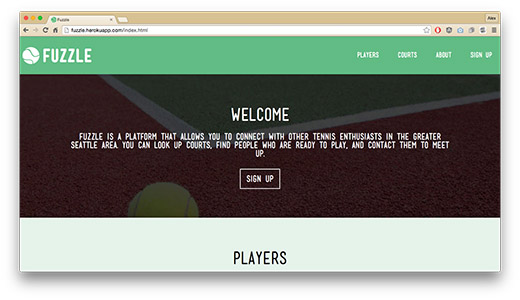 Fuzzle
Alex
fuzzle.herokuapp.com/index.html
FUZZLE
PLAYERS COURTS ABOUT SIGN UP
WELCOME
FUZZLE IS A PLATFORM THAT ALLOWS YOU TO CONNECT WITH OTHER TENNIS ENTHUSIASTS IN THE GREATER
SEATTLE AREA. YOU CAN LOOK UP COURTS, FIND PEOPLE WHO ARE READY TO PLAY, AND CONTACT THEM TO MEET
UP.
SIGN UP
PLAYERS